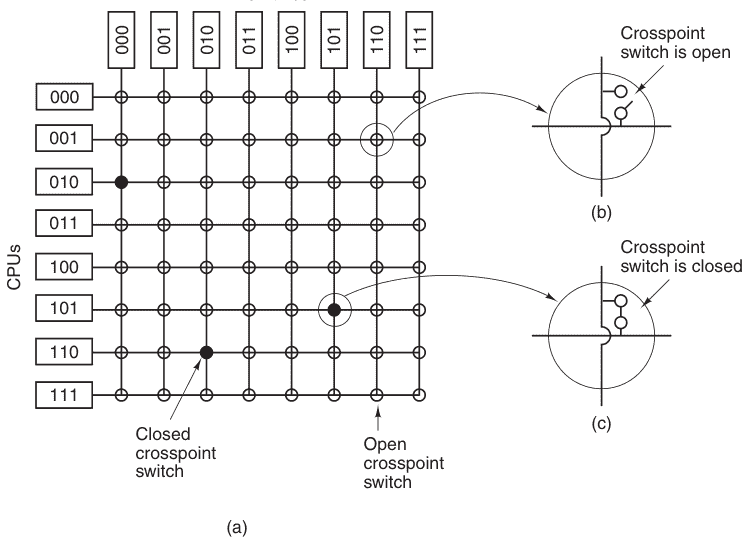 000
001
010
011
100
101
110
111
000
001
010
011
100
101
110
111
CPUs
Crosspoint
switch is open
(b)
Crosspoint
switch is closed
(c)
Closed
crosspoint
switch
Open
crosspoint
switch
(a)